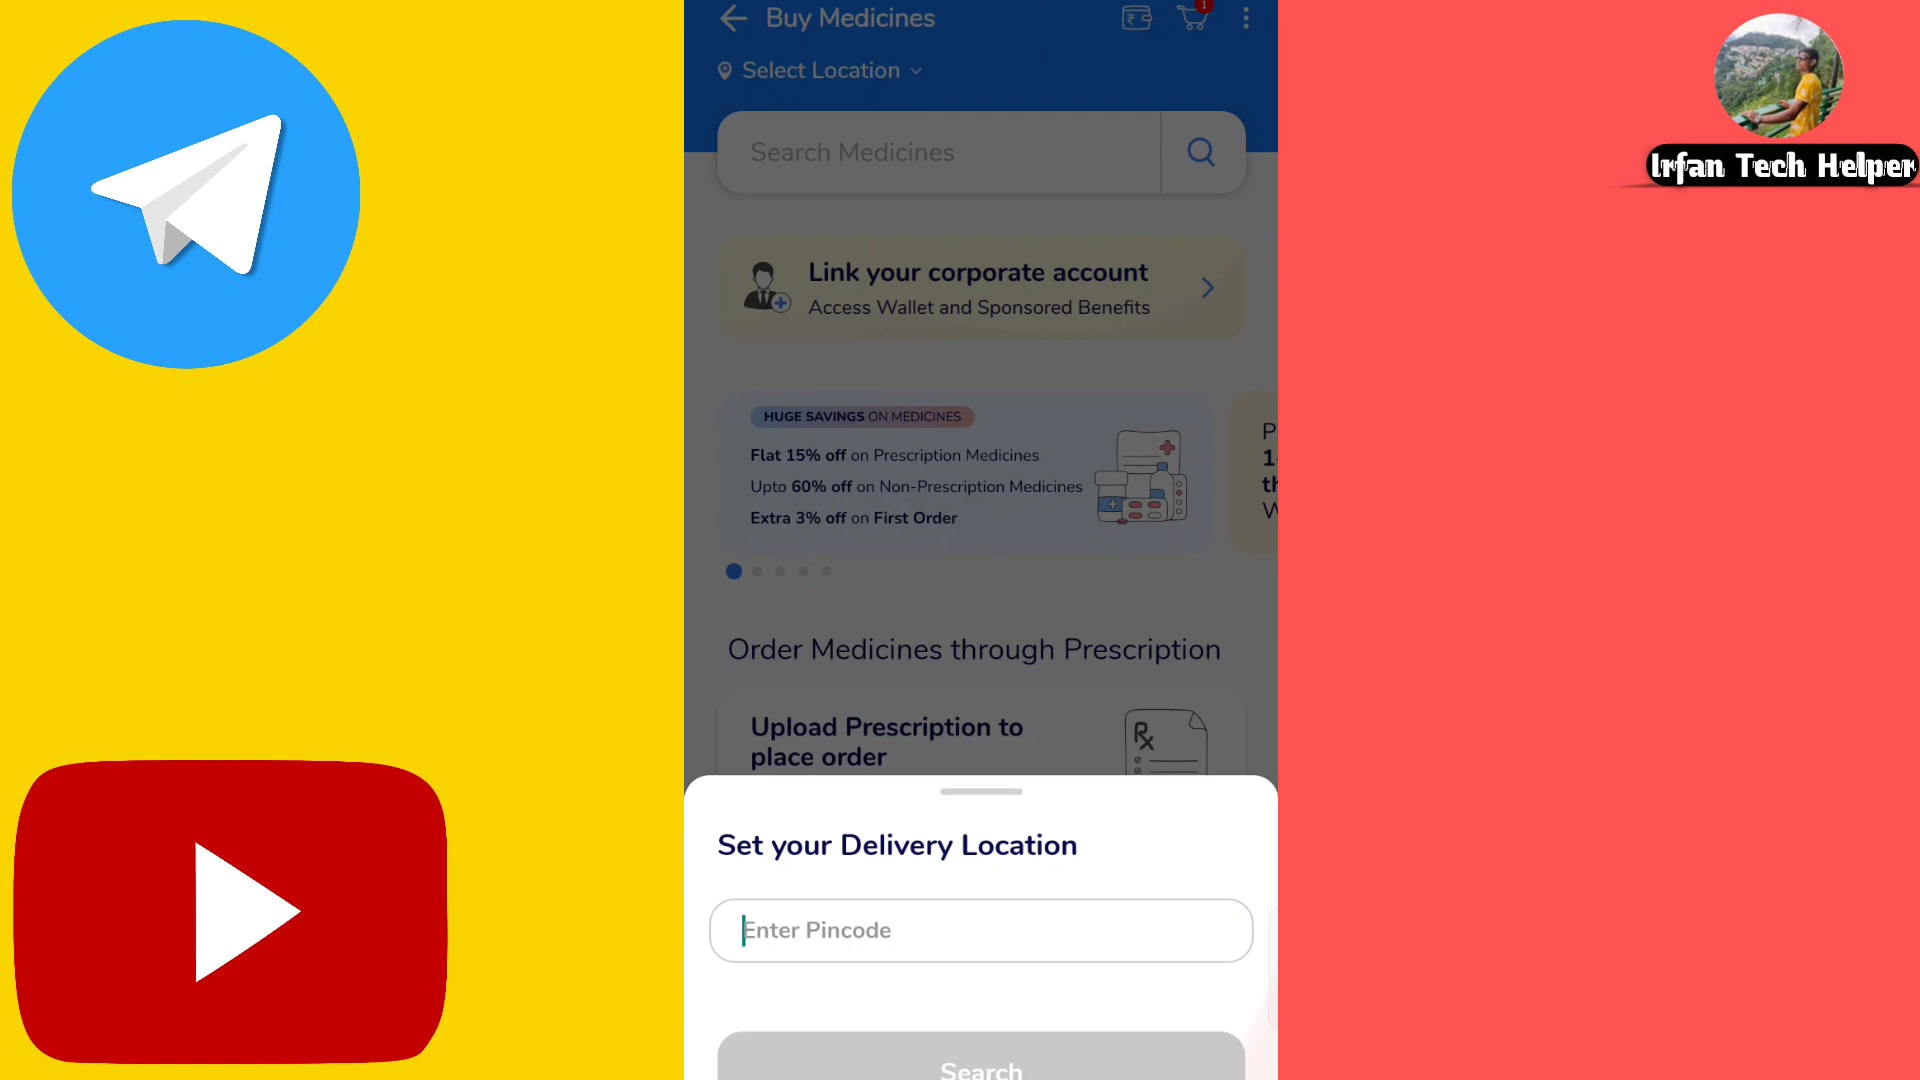 Buy Medicines
1
Select Location
Irfan Tech Helper
Search Medicines
Link your corporate account
Access Wallet and Sponsored Benefits
HUGE SAVINGS ON MEDICINES
Flat 15% off on Prescription Medicines
Upto 60% off on Non-Prescription Medicines
Extra 3% off on First Order
Order Medicines through Prescription
Upload Prescription to
place order
Rx
Set your Delivery Location
Enter Pincode
Search